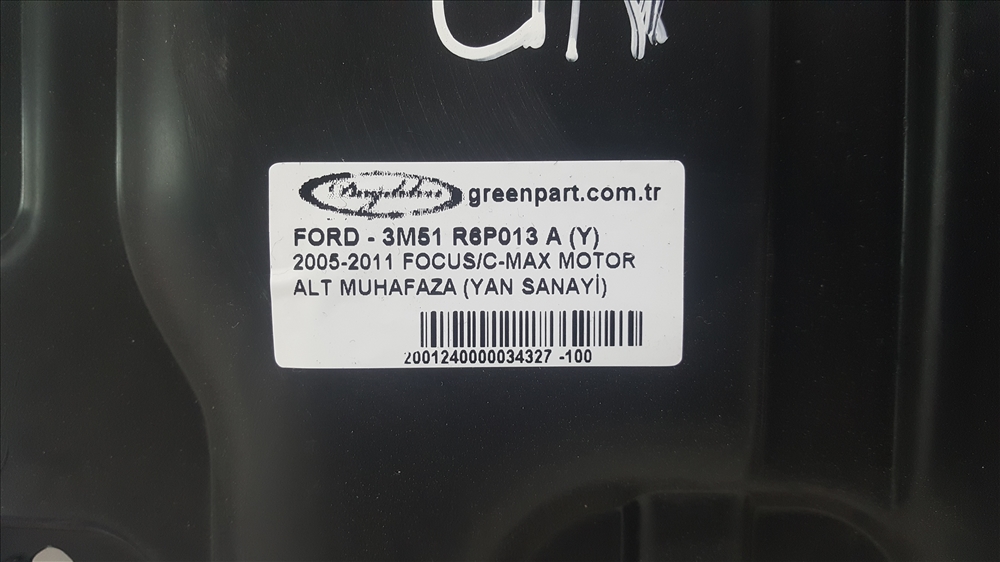 greenpart.com.tr
FORD - 3M51 R6P013 A (Y)
2005-2011 FOCUS/C-MAX MOTOR
ALT MUHAFAZA (YAN SANAYİ)
2001240000034327 -100